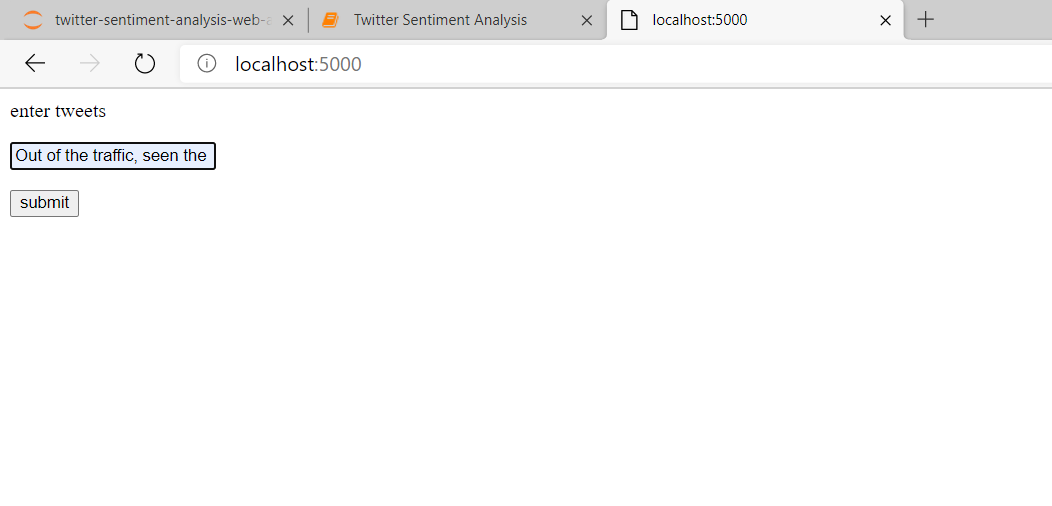 twitter-sentiment-analysis-web-
Twitter Sentiment Analysis
localhost:5000
localhost:5000
enter tweets
Out of the traffic, seen the
submit